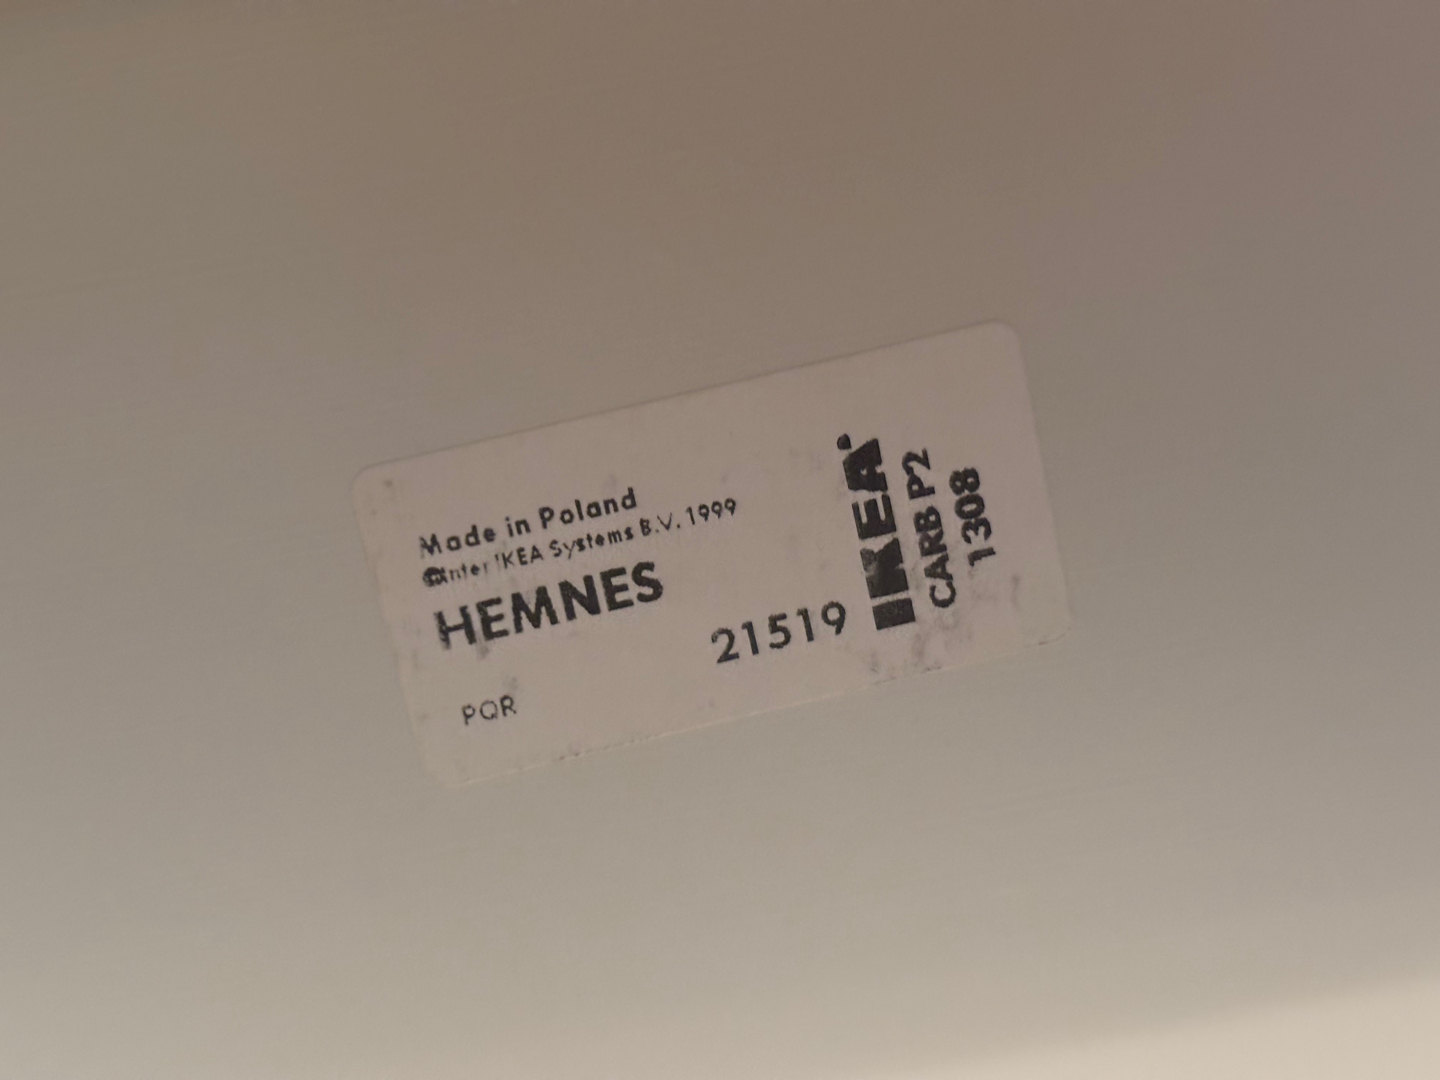 Made in Poland
©Inter IKEA Systems B.V. 1999
HEMNES
21519
PQR
IKEA
CARB P2
1308